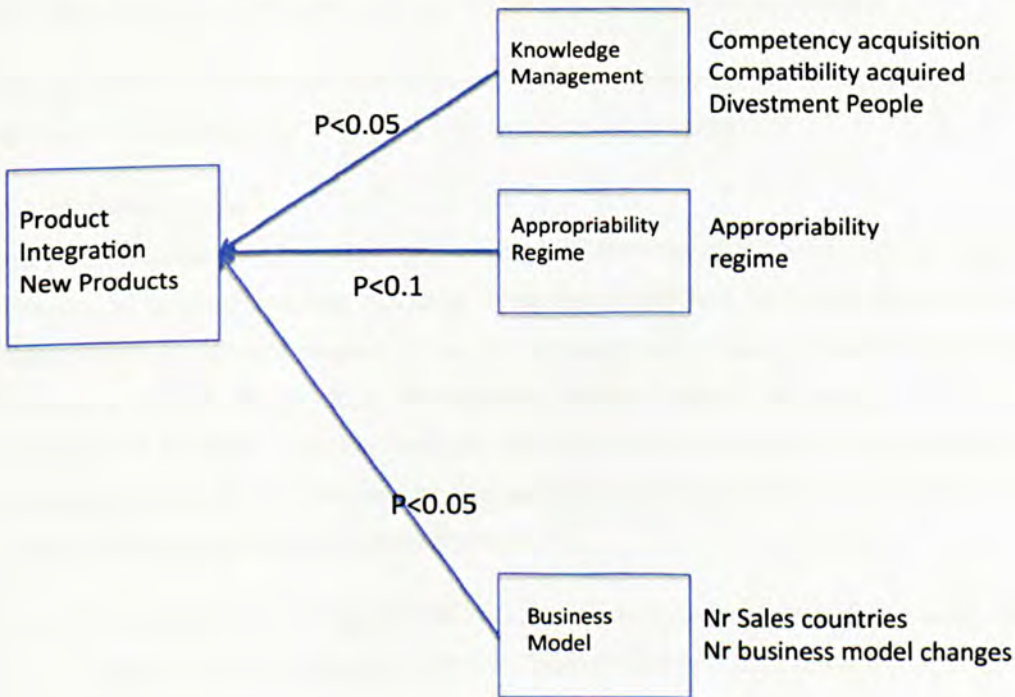 Knowledge
Management
Competency acquisition
Compatibility acquired
Divestment People
P<0.05
Product
Integration
New Products
Appropriability
Regime
Appropriability
regime
P<0.1
P<0.05
Business
Model
Nr Sales countries
Nr business model changes